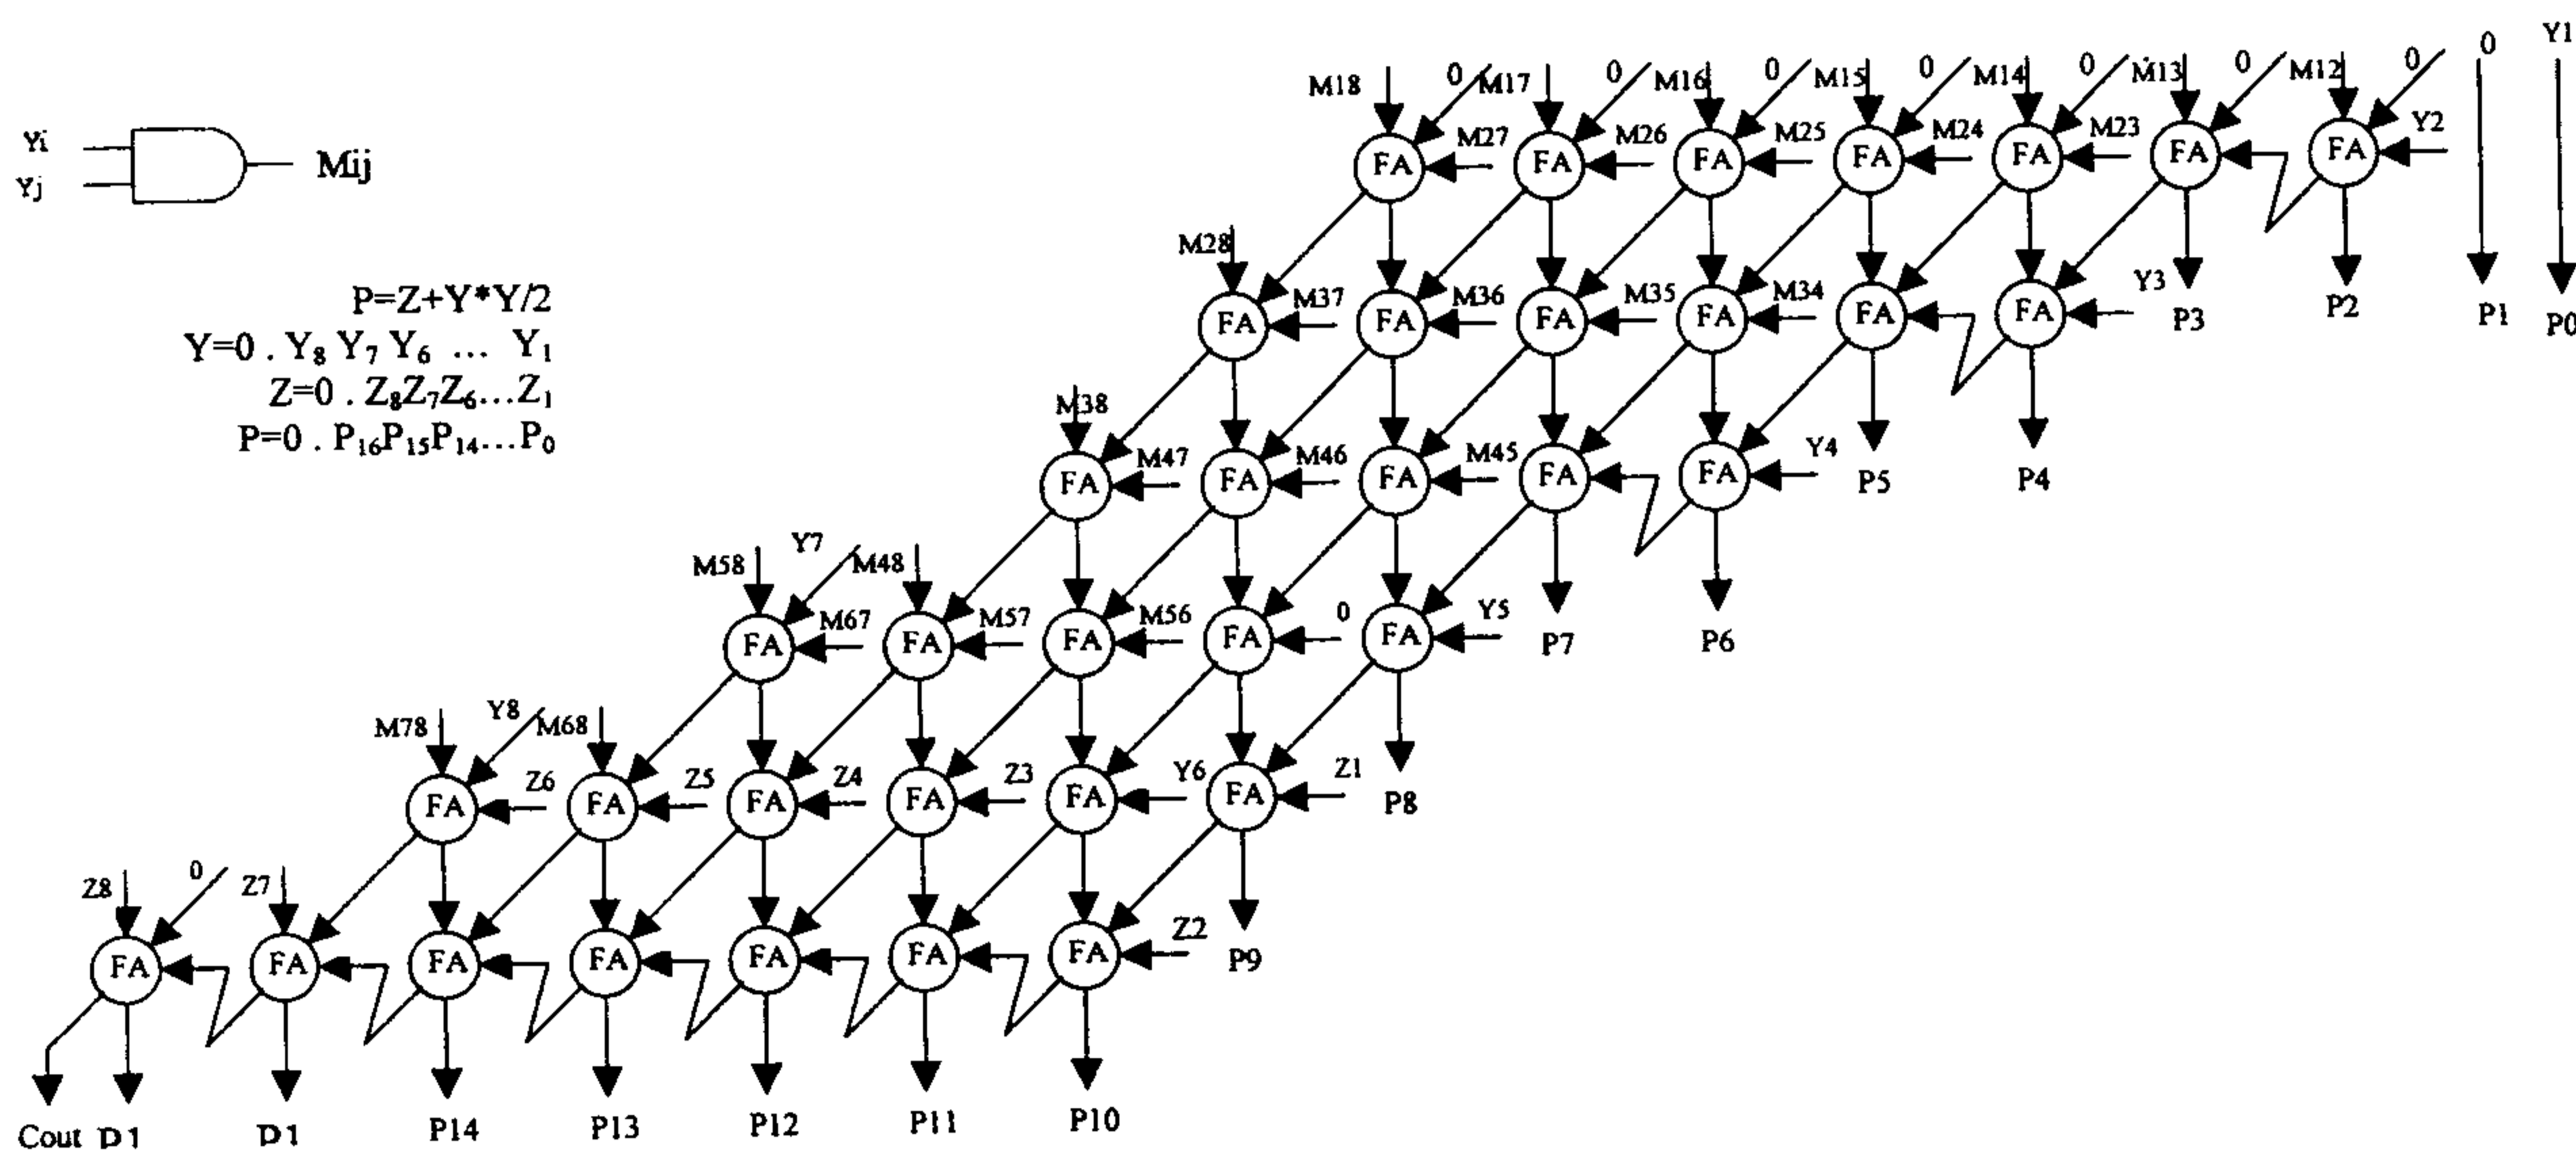 Y1
0
M18 0 M17 0 M16 0 M15 0 M14 0 M13 0 M12 0
Yi
Yj
Mij
M27 M26 M25 M24 M23 Y2
FA FA FA FA FA FA FA
M28 M37 M36 M35 M34 Y3
P3 P2 P1 P0
FA FA FA FA FA FA
P=Z+Y*Y/2
Y=0 . Y8 Y7 Y6 ... Y1
Z=0 . Z8Z7Z6...Z1
P=0 . P16P15P14...P0
M38 M47 M46 M45 Y4
FA FA FA FA FA
P5 P4
M58 Y7 M48
M67 M57 M56 0 Y5
FA FA FA FA FA
P7 P6
M78 Y8 M68
Z6 Z5 Z4 Z3 Y6 Z1
FA FA FA FA FA FA
P8
Z8 0 Z7
Z2
FA FA FA FA FA FA FA
P9
Cout D1 D1 P14 P13 P12 P11 P10